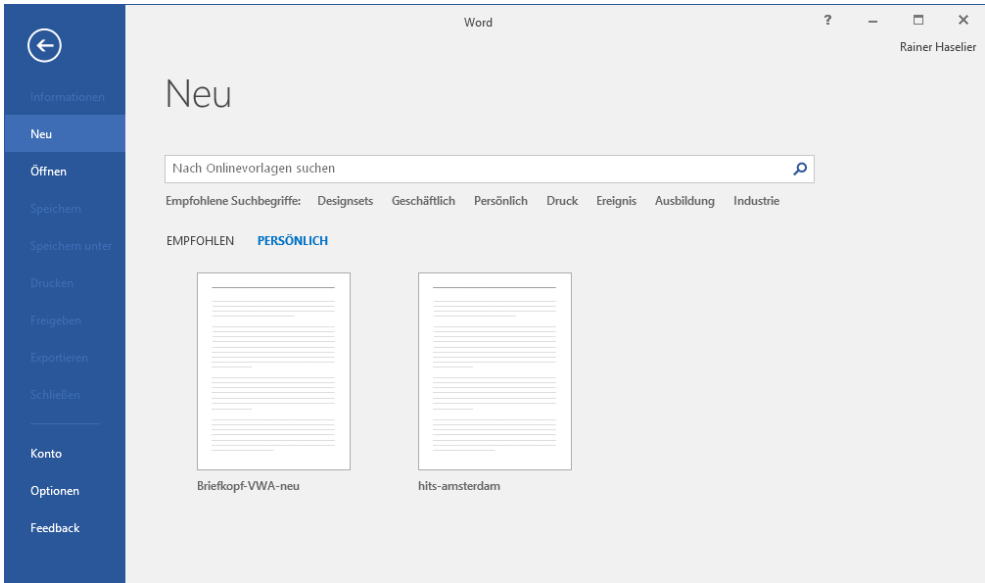 Word
?
Rainer Haselier
Informationen
Neu
Öffnen
Speichern
Speichern unter
Drucken
Freigeben
Exportieren
Schließen
Konto
Optionen
Feedback
Neu
Nach Onlinevorlagen suchen
Empfohlene Suchbegriffe: Designsets Geschäftlich Persönlich Druck Ereignis Ausbildung Industrie
EMPFOHLEN PERSÖNLICH
Briefkopf-VWA-neu hits-amsterdam